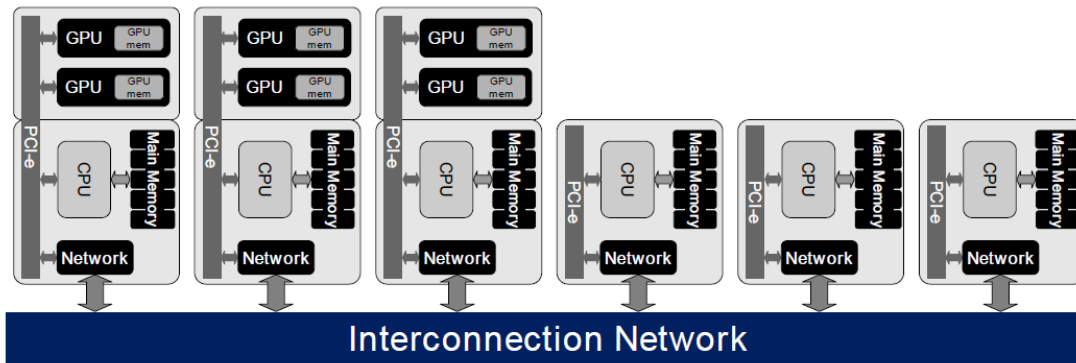 GPU
GPU
mem
GPU
GPU
mem
PCI-e
CPU
Main Memory
Network
GPU
GPU
mem
GPU
GPU
mem
PCI-e
CPU
Main Memory
Network
GPU
GPU
mem
GPU
GPU
mem
PCI-e
CPU
Main Memory
Network
PCI-e
CPU
Main Memory
Network
PCI-e
CPU
Main Memory
Network
PCI-e
CPU
Main Memory
Network
Interconnection Network